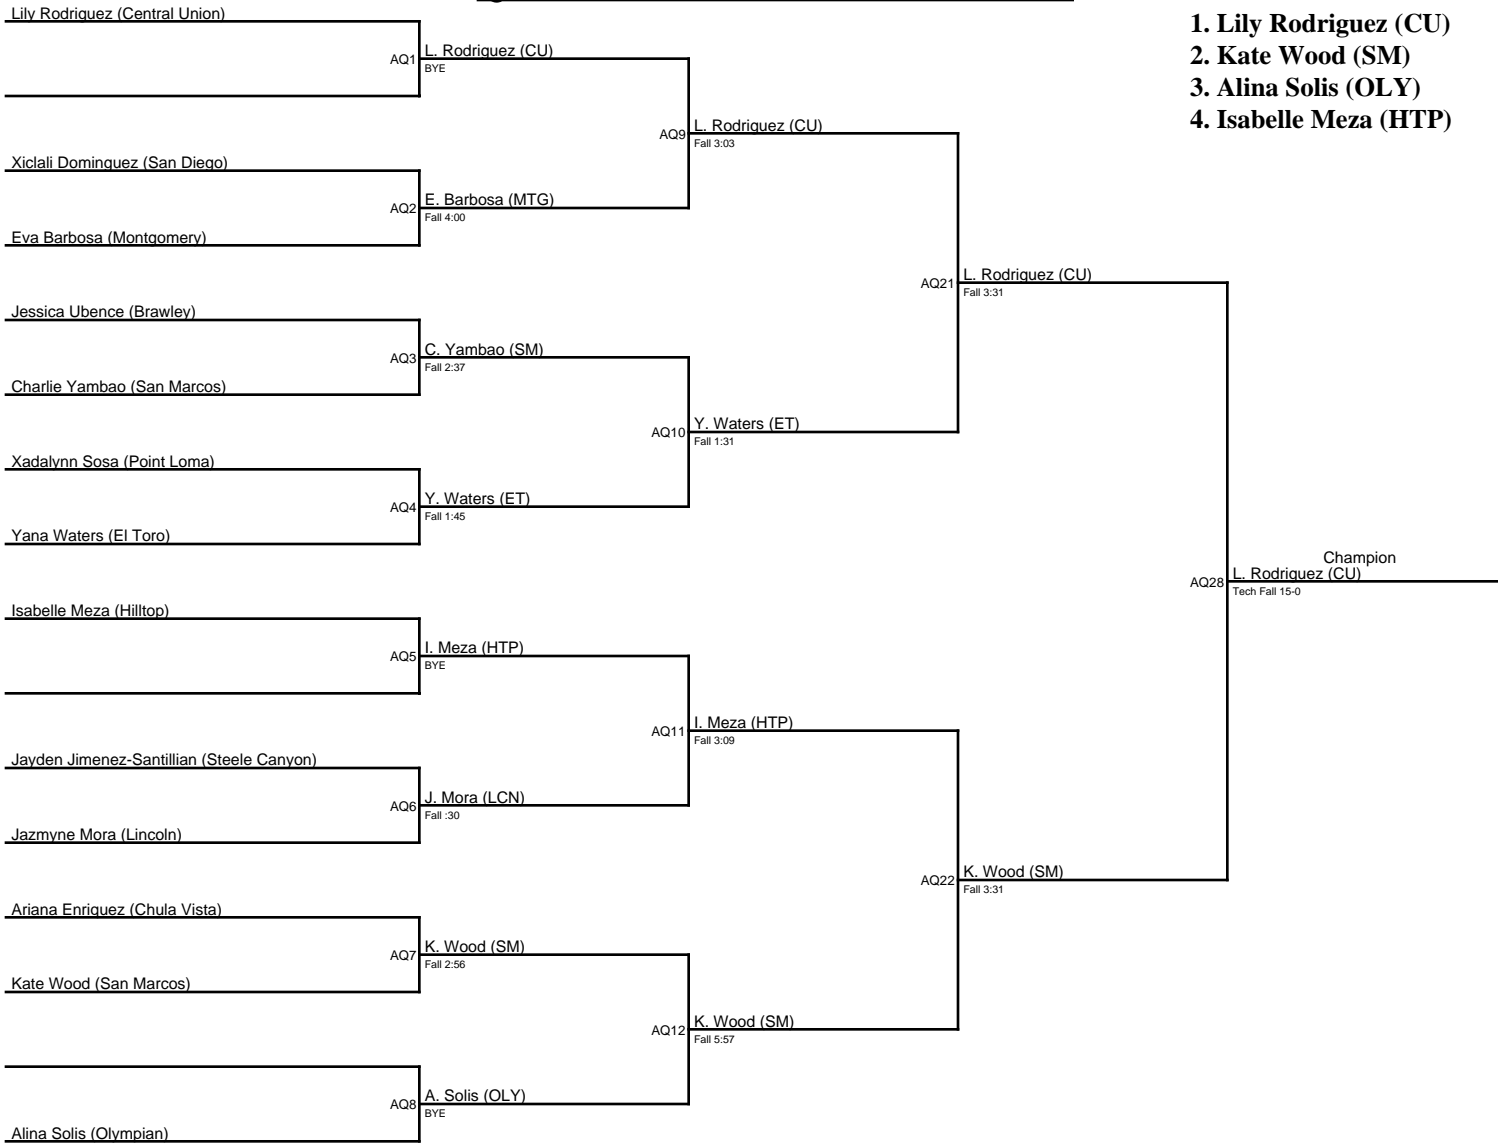 Lily Rodriguez (Central Union)
AQ1
L. Rodriguez (CU)
BYE
Xiclali Dominguez (San Diego)
AQ2
E. Barbosa (MTG)
Fall 4:00
Eva Barbosa (Montgomery)
AQ9
L. Rodriguez (CU)
Fall 3:03
Jessica Ubence (Brawley)
AQ3
C. Yambao (SM)
Fall 2:37
Charlie Yambao (San Marcos)
Xadalynn Sosa (Point Loma)
AQ4
Y. Waters (ET)
Fall 1:45
Yana Waters (El Toro)
AQ10
Y. Waters (ET)
Fall 1:31
AQ21
L. Rodriguez (CU)
Fall 3:31
Isabelle Meza (Hilltop)
AQ5
I. Meza (HTP)
BYE
Jayden Jimenez-Santillian (Steele Canyon)
AQ6
J. Mora (LCN)
Fall :30
Jazmyne Mora (Lincoln)
AQ11
I. Meza (HTP)
Fall 3:09
Ariana Enriquez (Chula Vista)
AQ7
K. Wood (SM)
Fall 2:56
Kate Wood (San Marcos)
AQ8
A. Solis (OLY)
BYE
Alina Solis (Olympian)
AQ12
K. Wood (SM)
Fall 5:57
AQ22
K. Wood (SM)
Fall 3:31
Champion
AQ28
L. Rodriguez (CU)
Tech Fall 15-0
1. Lily Rodriguez (CU)
2. Kate Wood (SM)
3. Alina Solis (OLY)
4. Isabelle Meza (HTP)